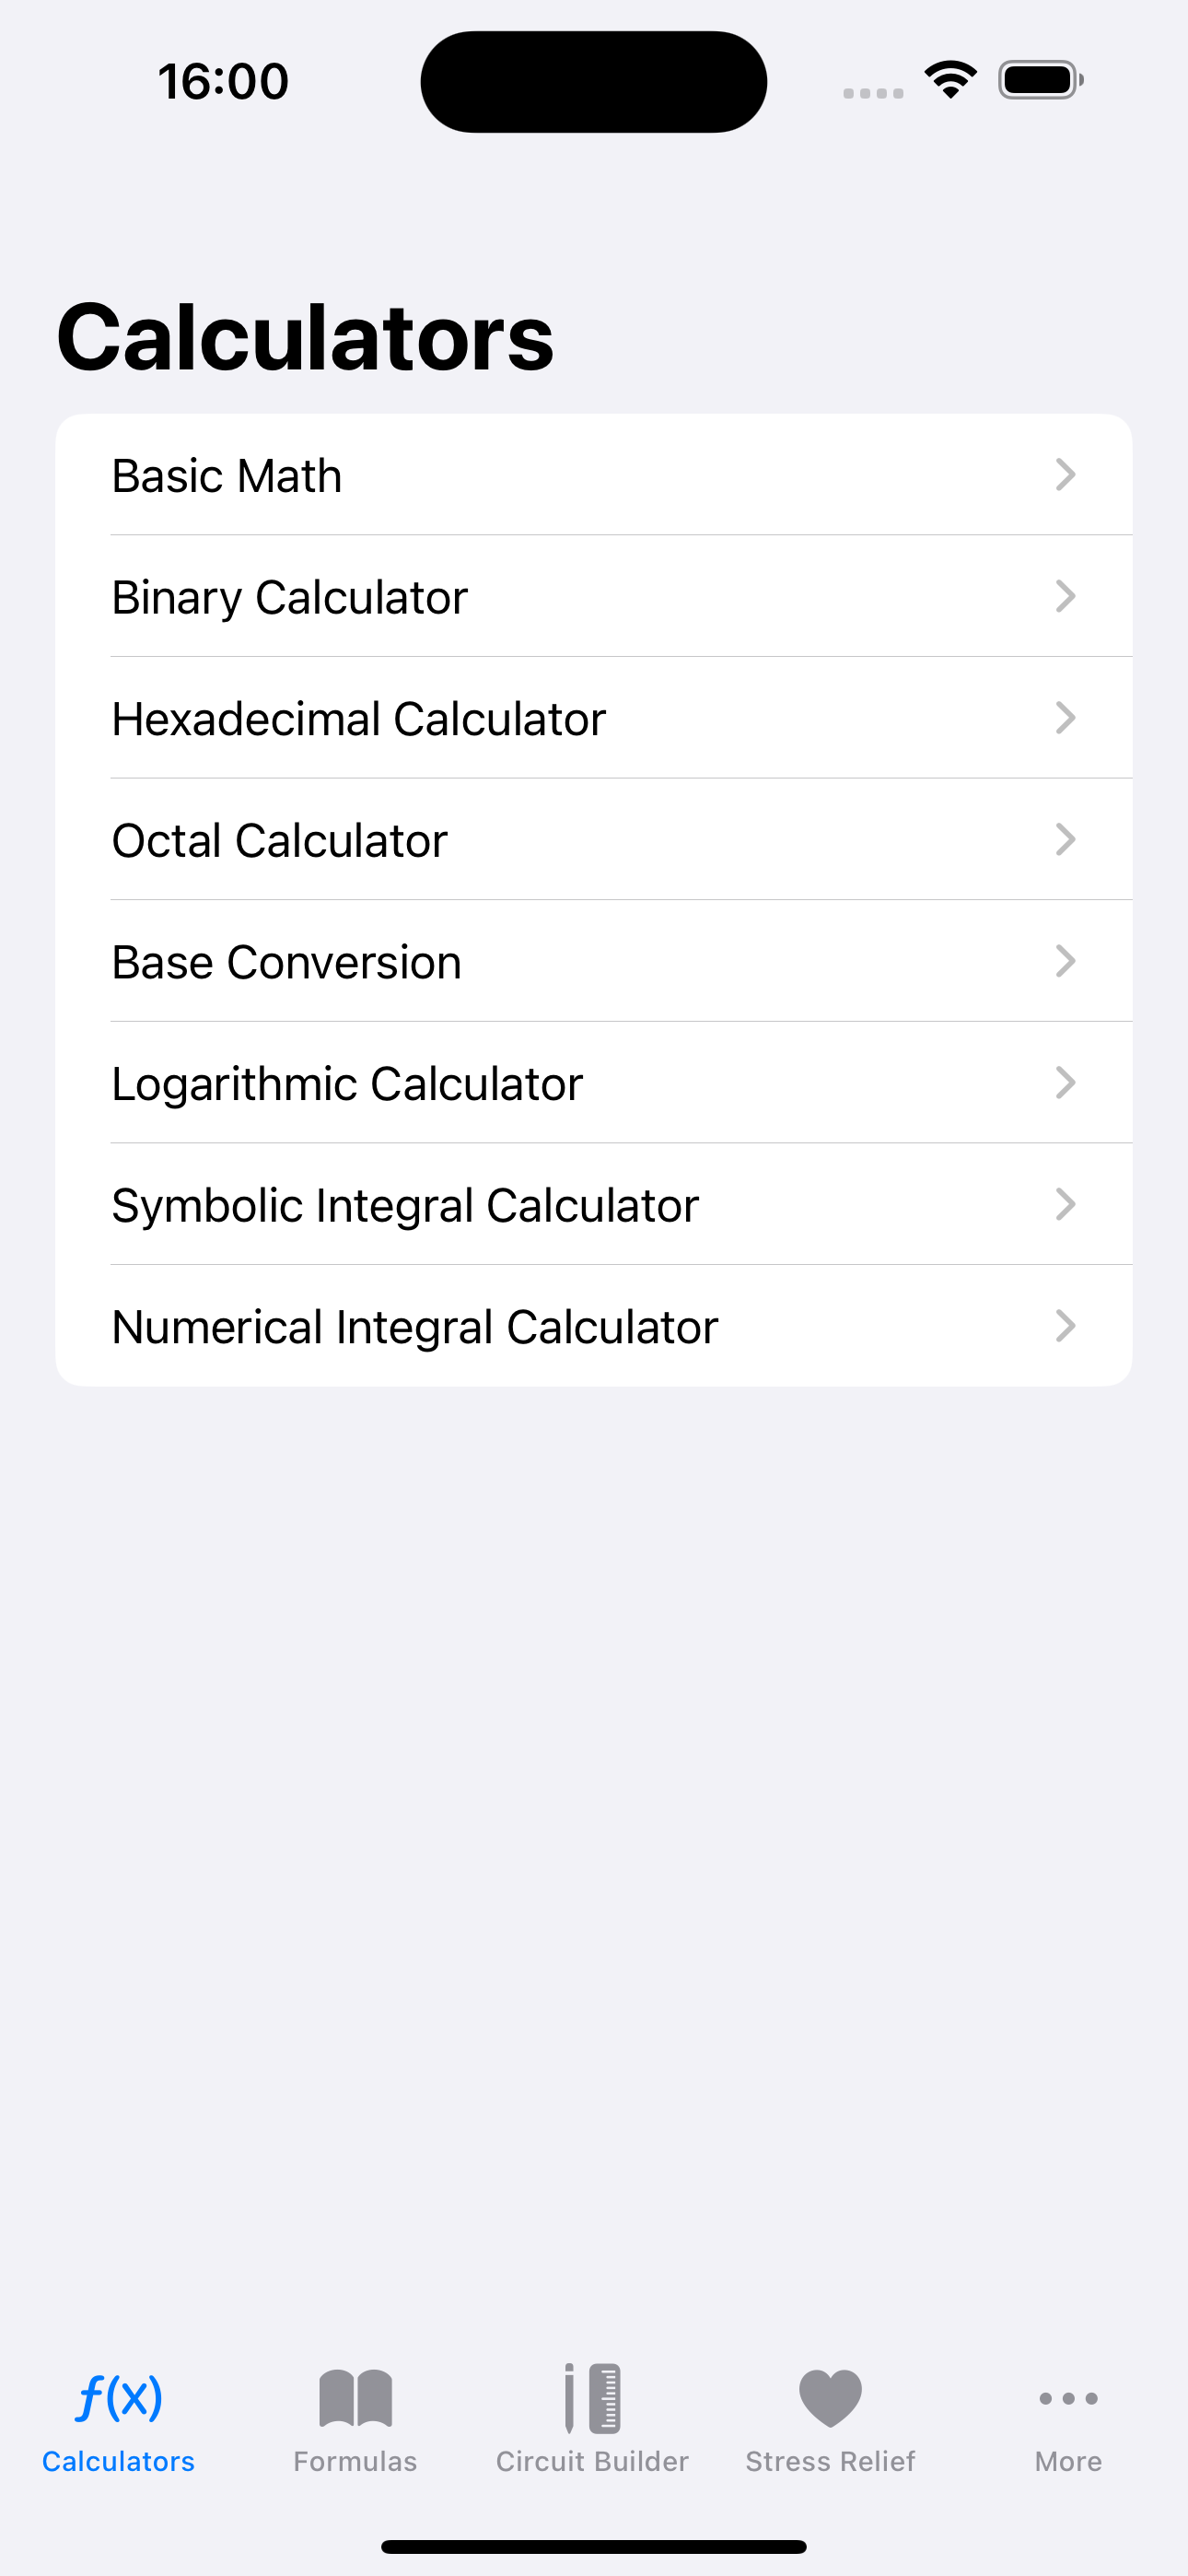 16:00
Calculators
Basic Math
Binary Calculator
Hexadecimal Calculator
Octal Calculator
Base Conversion
Logarithmic Calculator
Symbolic Integral Calculator
Numerical Integral Calculator
f(x)
Calculators
Formulas
Circuit Builder
Stress Relief
More